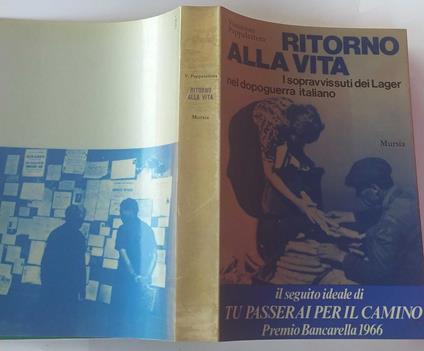 V. Pappalettera
RITORNO
ALLA VITA
Mursia
Vincenzo
Pappalettera
RITORNO
ALLA VITA
I sopravvissuti dei Lager
nel dopoguerra italiano
Mursia
il seguito ideale di
TU PASSERAI PER IL CAMINO
Premio Bancarella 1966